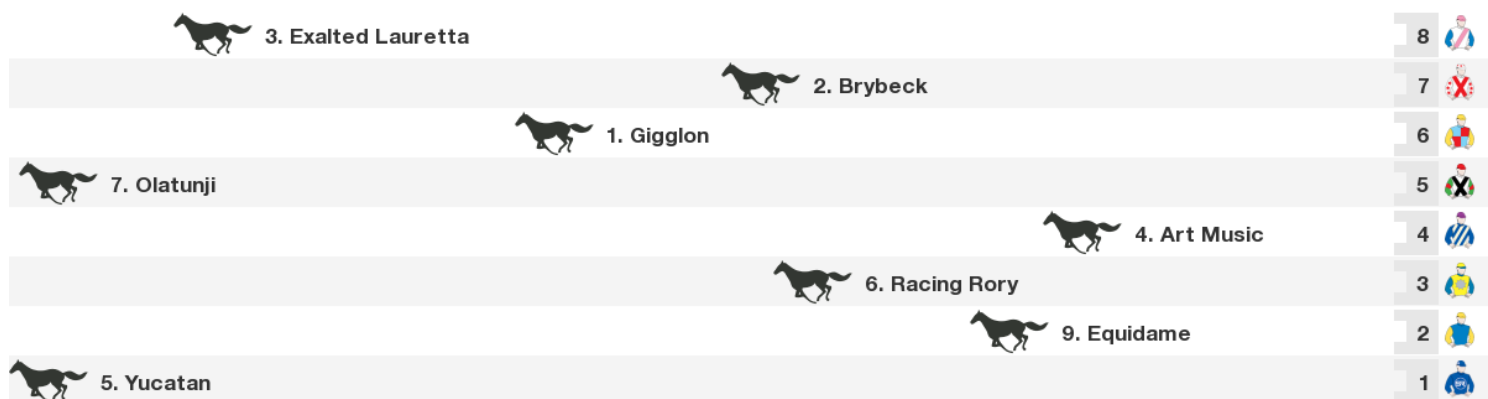 3. Exalted Lauretta 8
2. Brybeck 7
1. Gigglon 6
7. Olatunji 5
4. Art Music 4
6. Racing Rory 3
9. Equidame 2
5. Yucatan 1